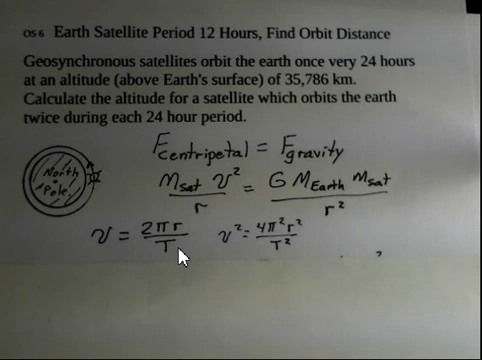 OS 6 Earth Satellite Period 12 Hours, Find Orbit Distance
Geosynchronous satellites orbit the earth once very 24 hours
at an altitude (above Earth's surface) of 35,786 km.
Calculate the altitude for a satellite which orbits the earth
twice during each 24 hour period.
F centripetal = F gravity
North Pole
m sat v² / r = G M Earth m sat / r²
v = 2πr / T v² = 4π²r² / T²